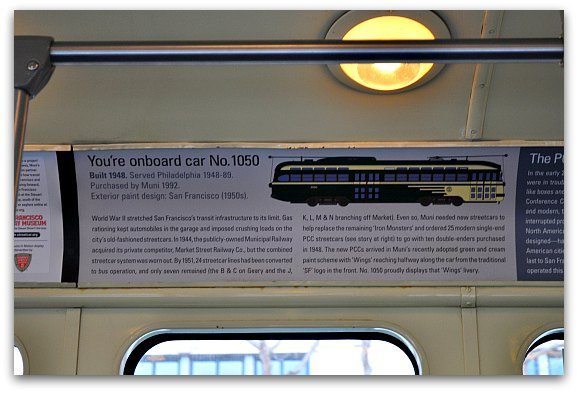 You're onboard car No. 1050
Built 1948. Served Philadelphia 1948-89.
Purchased by Muni 1992.
Exterior paint design: San Francisco (1950s).
World War II stretched San Francisco's transit infrastructure to its limit. Gas
rationing kept automobiles in the garage and imposed crushing loads on the
city's old-fashioned streetcars. In 1944, the publicly-owned Municipal Railway
acquired its private competitor, Market Street Railway Co., but the combined
streetcar system was worn out. By 1951, 24 streetcar lines had been converted
to bus operation, and only seven remained (the B & C on Geary and the J,
K, L, M & N branching off Market). Even so, Muni needed new streetcars to
help replace the remaining 'Iron Monsters' and ordered 25 modern single-end
PCC streetcars (see story at right) to go with ten double-enders purchased
in 1948. The new PCCs arrived in Muni's recently adopted green and cream
paint scheme with 'Wings' reaching halfway along the car from the traditional
'SF' logo in the front. No. 1050 proudly displays that 'Wings' livery.
The P
In the early
were in trou
like boxes and
Conference C
and modern,
interrupted pro
North America
designed—ha
American citie
last to San Fra
operated this
FRANCISCO
MUSEUM